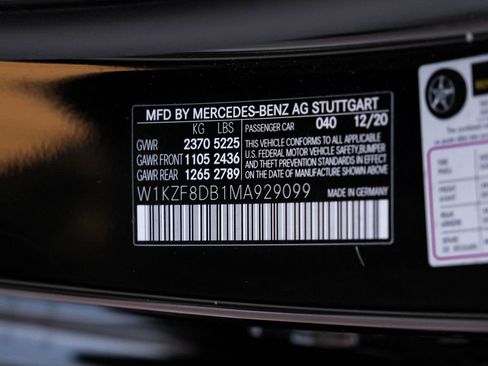 MFD BY MERCEDES-BENZ AG STUTTGART
KG LBS PASSENGER CAR 040 12/20
GVWR 2370 5225 THIS VEHICLE CONFORMS TO ALL APPLICABLE
GAWR FRONT 1105 2436 U.S. FEDERAL MOTOR VEHICLE SAFETY, BUMPER
GAWR REAR 1265 2789 AND THEFT PREVENTION STANDARDS IN EFFECT
ON THE DATE OF MANUFACTURE SHOWN ABOVE.
W1KZF8DB1MA929099 MADE IN GERMANY